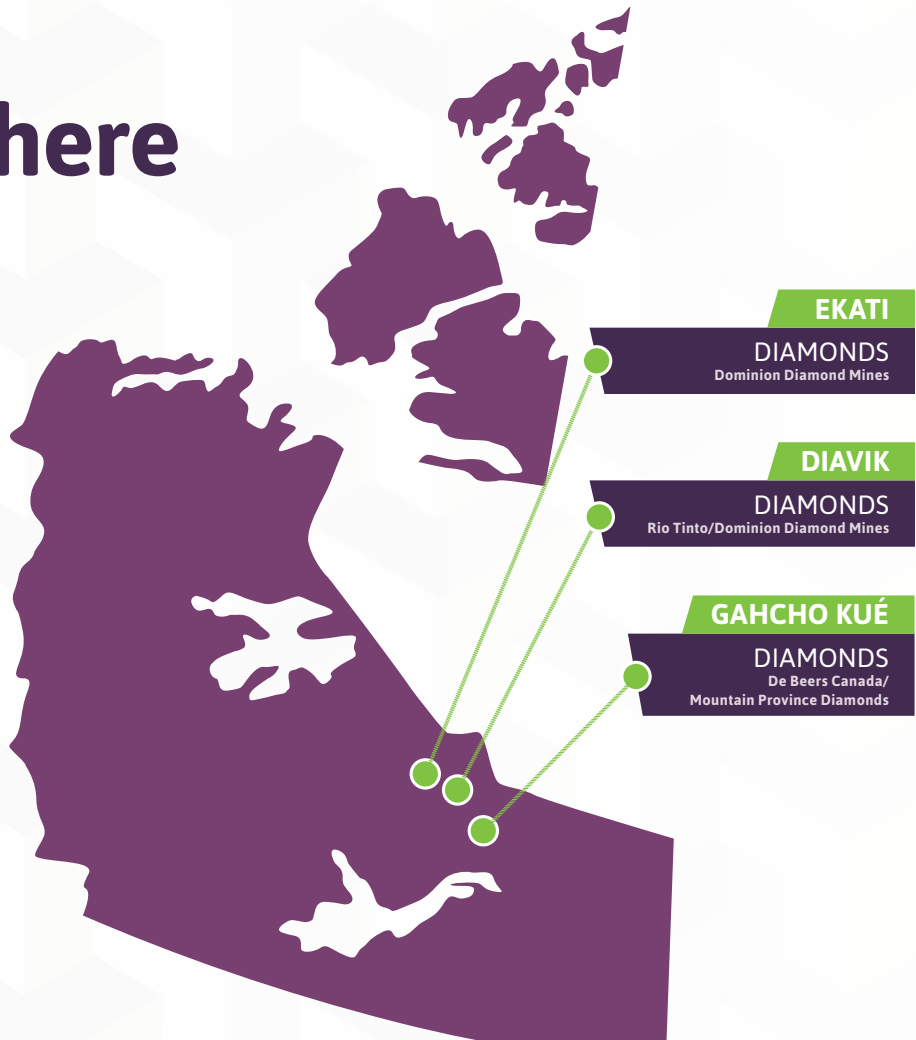 here
EKATI
DIAMONDS
Dominion Diamond Mines
DIAVIK
DIAMONDS
Rio Tinto/Dominion Diamond Mines
GAHCHO KUÉ
DIAMONDS
De Beers Canada/
Mountain Province Diamonds